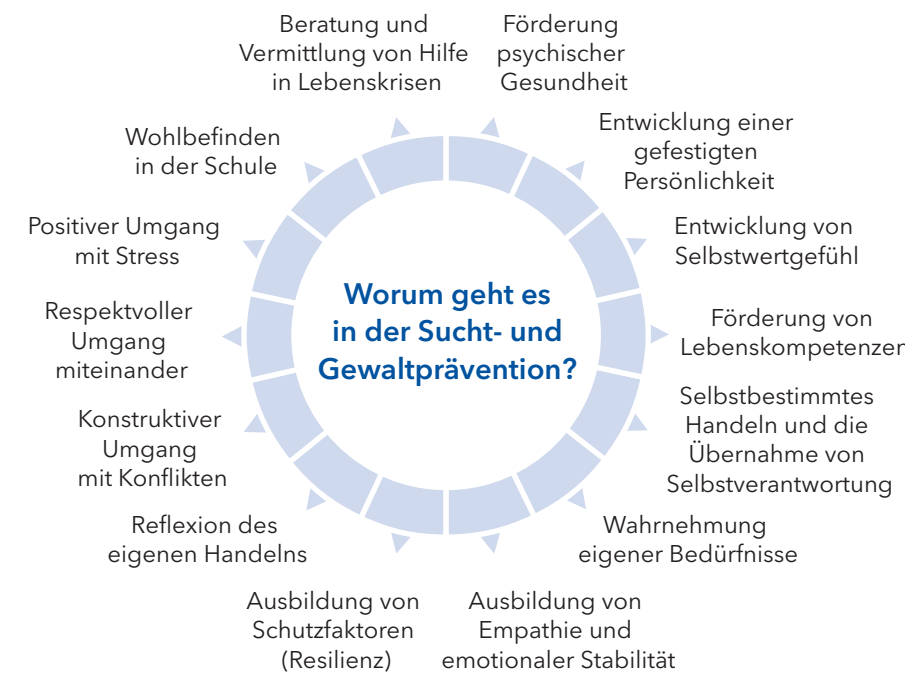 Beratung und
Vermittlung von Hilfe
in Lebenskrisen
Förderung
psychischer
Gesundheit
Entwicklung einer
gefestigten
Persönlichkeit
Entwicklung von
Selbstwertgefühl
Förderung von
Lebenskompetenzen
Selbstbestimmtes
Handeln und die
Übernahme von
Selbstverantwortung
Wahrnehmung
eigener Bedürfnisse
Ausbildung von
Empathie und
emotionaler Stabilität
Ausbildung von
Schutzfaktoren
(Resilienz)
Reflexion des
eigenen Handelns
Konstruktiver
Umgang
mit Konflikten
Respektvoller
Umgang
miteinander
Positiver Umgang
mit Stress
Wohlbefinden
in der Schule
Worum geht es
in der Sucht- und
Gewaltprävention?